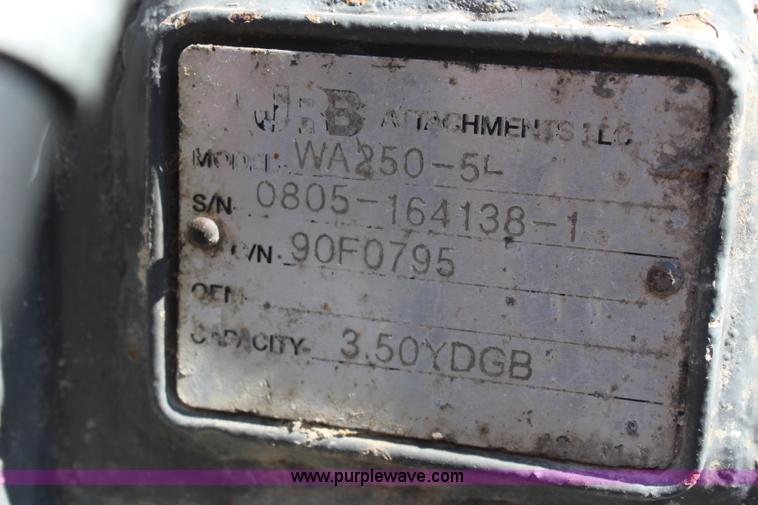 JRB ATTACHMENTS LLC
MODEL WA250-5L
S/N 0805-164138-1
/N 90F0795
OEM
CAPACITY 3.50YDGB
www.purplewave.com